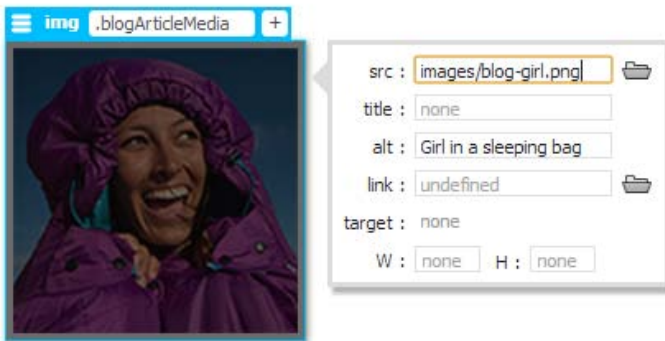 img .blogArticleMedia +
src : images/blog-girl.png
title : none
alt : Girl in a sleeping bag
link : undefined
target : none
W : none H : none